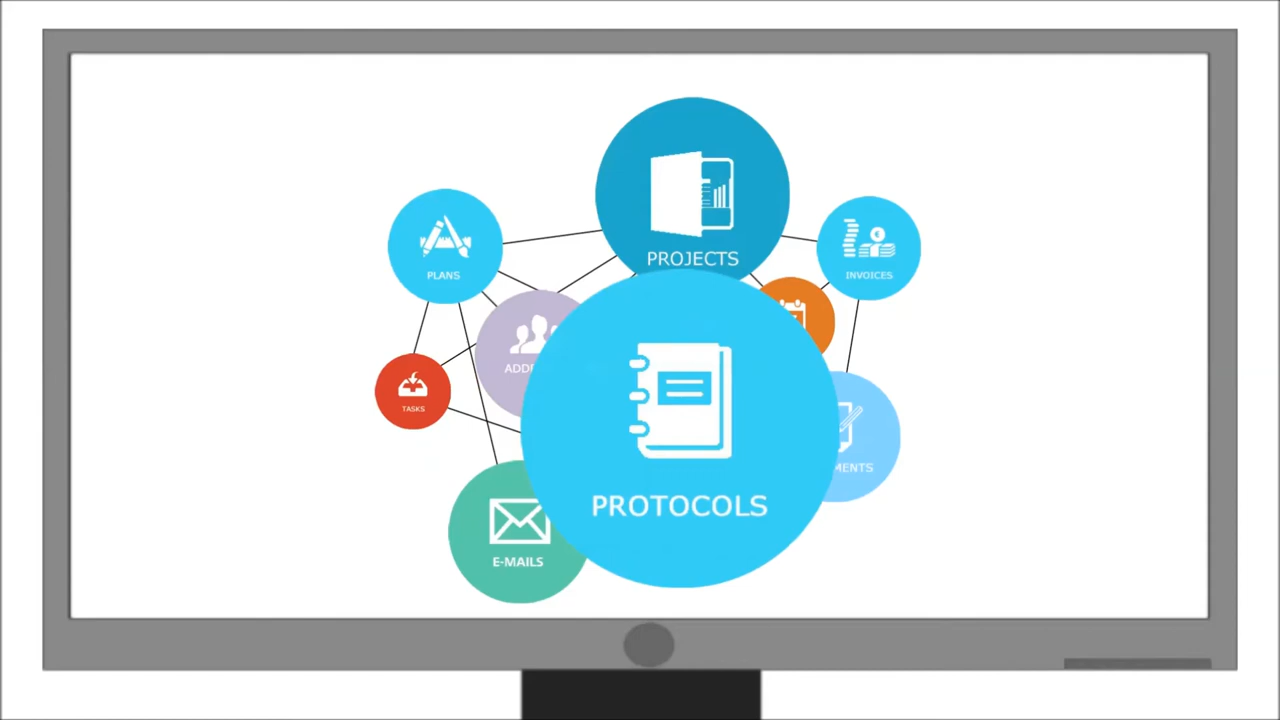 PROJECTS
PLANS
INVOICES
TASKS
PROTOCOLS
E-MAILS